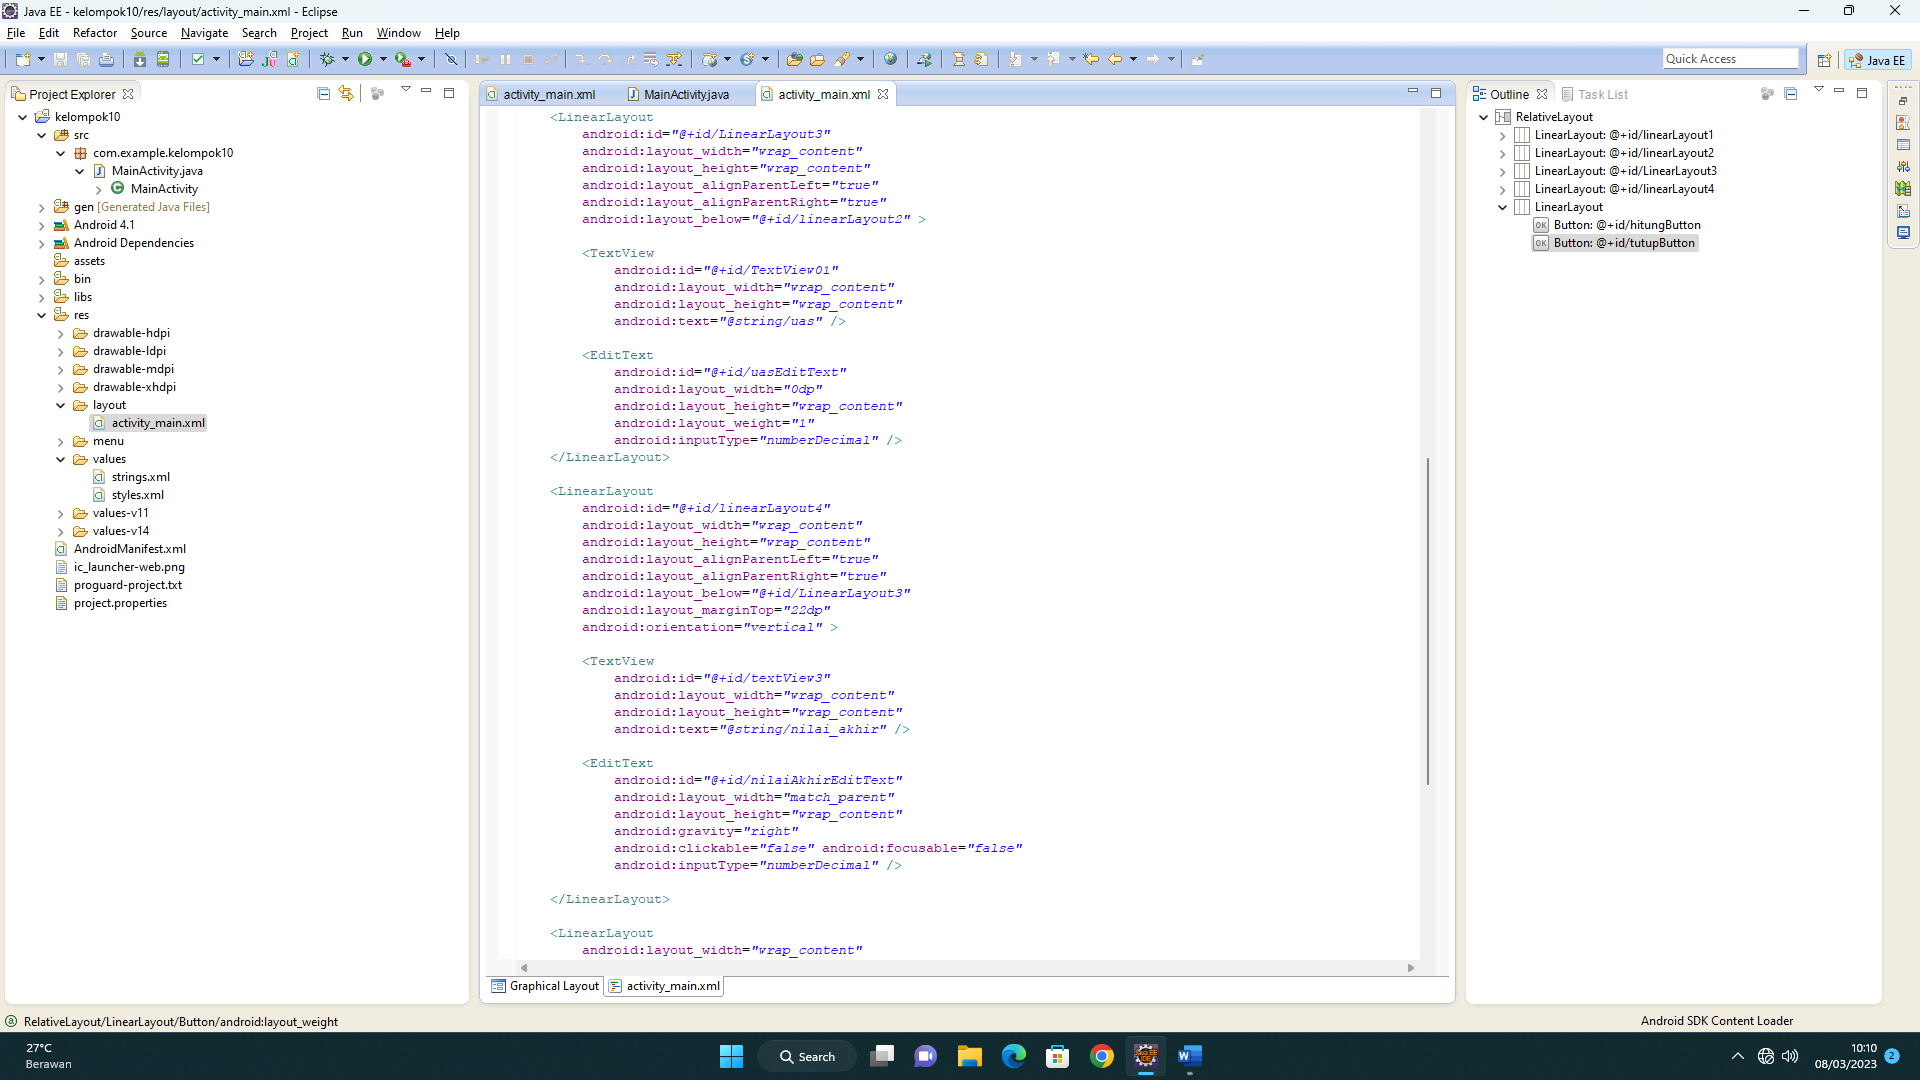 Java EE - kelompok10/res/layout/activity_main.xml - Eclipse
File Edit Refactor Source Navigate Search Project Run Window Help
Quick Access
Java EE
Project Explorer
kelompok10
src
com.example.kelompok10
MainActivity.java
MainActivity
gen [Generated Java Files]
Android 4.1
Android Dependencies
assets
bin
libs
res
drawable-hdpi
drawable-ldpi
drawable-mdpi
drawable-xhdpi
layout
activity_main.xml
menu
values
strings.xml
styles.xml
values-v11
values-v14
AndroidManifest.xml
ic_launcher-web.png
proguard-project.txt
project.properties
activity_main.xml MainActivity.java activity_main.xml
<LinearLayout
android:id="@+id/LinearLayout3"
android:layout_width="wrap_content"
android:layout_height="wrap_content"
android:layout_alignParentLeft="true"
android:layout_alignParentRight="true"
android:layout_below="@+id/linearLayout2" >
<TextView
android:id="@+id/TextView01"
android:layout_width="wrap_content"
android:layout_height="wrap_content"
android:text="@string/uas" />
<EditText
android:id="@+id/uasEditText"
android:layout_width="0dp"
android:layout_height="wrap_content"
android:layout_weight="1"
android:inputType="numberDecimal" />
</LinearLayout>
<LinearLayout
android:id="@+id/linearLayout4"
android:layout_width="wrap_content"
android:layout_height="wrap_content"
android:layout_alignParentLeft="true"
android:layout_alignParentRight="true"
android:layout_below="@+id/LinearLayout3"
android:layout_marginTop="22dp"
android:orientation="vertical" >
<TextView
android:id="@+id/textView3"
android:layout_width="wrap_content"
android:layout_height="wrap_content"
android:text="@string/nilai_akhir" />
<EditText
android:id="@+id/nilaiAkhirEditText"
android:layout_width="match_parent"
android:layout_height="wrap_content"
android:gravity="right"
android:clickable="false" android:focusable="false"
android:inputType="numberDecimal" />
</LinearLayout>
<LinearLayout
android:layout_width="wrap_content"
Graphical Layout activity_main.xml
Outline Task List
RelativeLayout
LinearLayout: @+id/linearLayout1
LinearLayout: @+id/linearLayout2
LinearLayout: @+id/LinearLayout3
LinearLayout: @+id/linearLayout4
LinearLayout
OK Button: @+id/hitungButton
OK Button: @+id/tutupButton
RelativeLayout/LinearLayout/Button/android:layout_weight
Android SDK Content Loader
27°C
Berawan
Search
10:10
08/03/2023
2